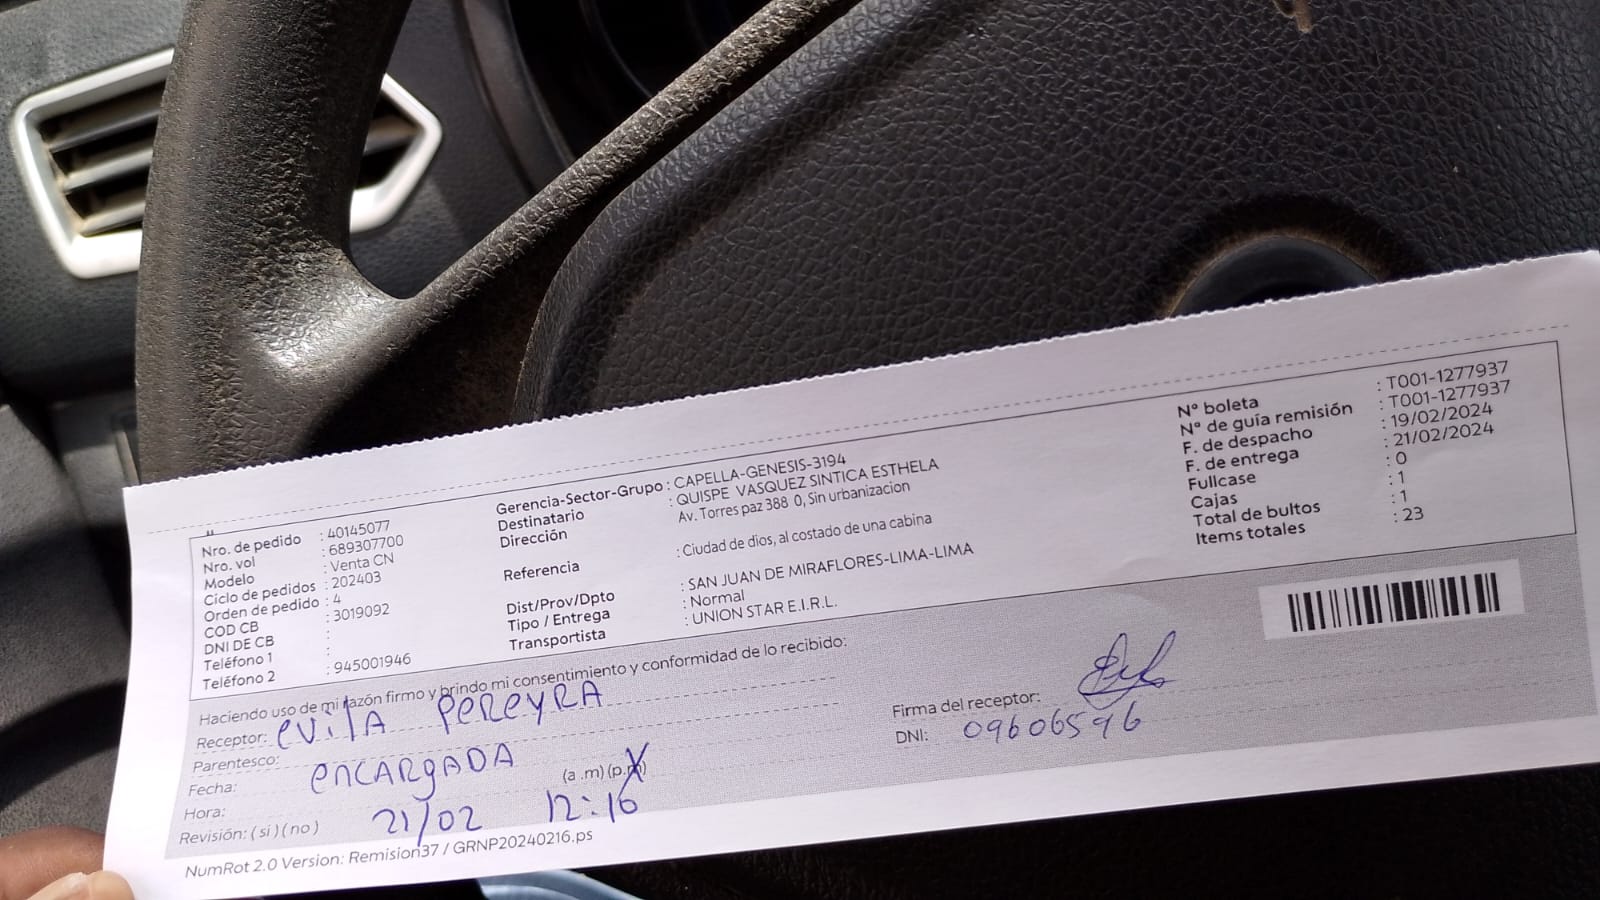 Nro. de pedido : 40145077
Nro. vol : 689307700
Modelo : Venta CN
Ciclo de pedidos : 202403
Orden de pedido : 4
COD CB : 3019092
DNI DE CB :
Teléfono 1 :
Teléfono 2 : 945001946
Gerencia-Sector-Grupo : CAPELLA-GENESIS-3194
Destinatario : QUISPE VASQUEZ SINTICA ESTHELA
Dirección Av. Torres paz 388 0, Sin urbanizacion
Referencia : Ciudad de dios, al costado de una cabina
Dist/Prov/Dpto : SAN JUAN DE MIRAFLORES-LIMA-LIMA
Tipo / Entrega : Normal
Transportista : UNION STAR E.I.R.L.
N° boleta : T001-1277937
N° de guía remisión : T001-1277937
F. de despacho : 19/02/2024
F. de entrega : 21/02/2024
Fullcase : 0
Cajas : 1
Total de bultos : 1
Items totales : 23
Haciendo uso de mi razón firmo y brindo mi consentimiento y conformidad de lo recibido:
Receptor: evilA PEREYRA
Parentesco: encARgADA
Fecha: 21/02
Hora: 12:16 (a .m) (p.m)
Revisión: ( si ) ( no )
Firma del receptor:
DNI: 09606596
NumRot 2.0 Version: Remision37 / GRNP20240216.ps